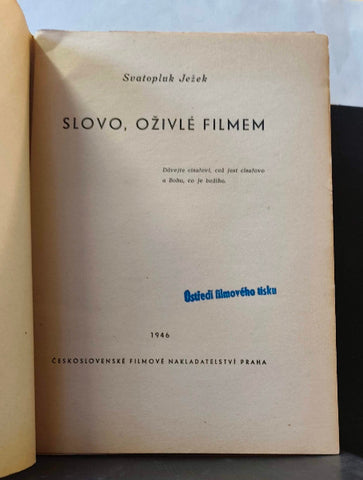 Svatopluk Ježek
SLOVO, OŽIVLÉ FILMEM
Dávejte císařovi, což jest císařovo
a Bohu, co je božího.
Ostředí filmového tisku
1946
ČESKOSLOVENSKÉ FILMOVÉ NAKLADATELSTVÍ PRAHA